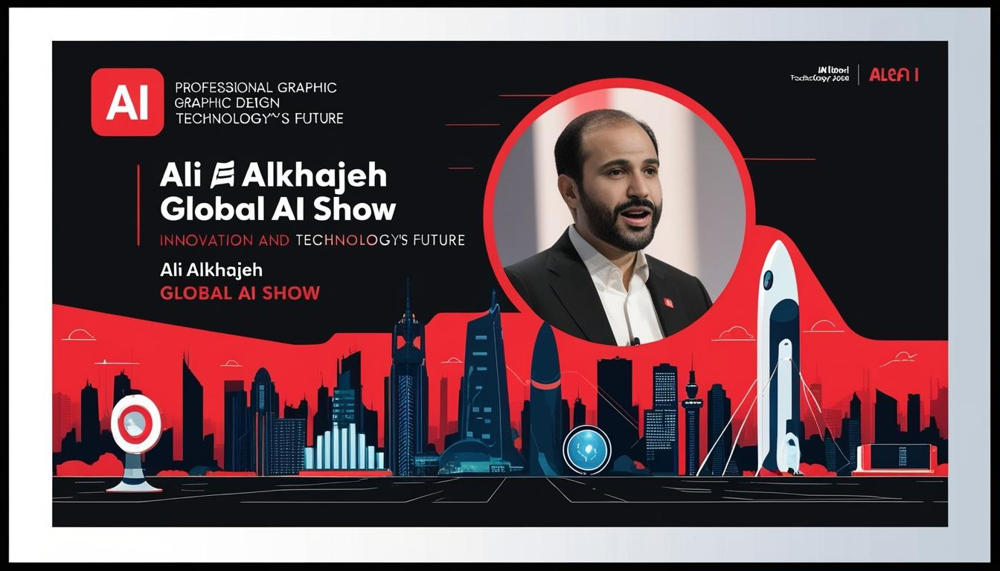 AI
PROFESSIONAL GRAPHIC
GRAPHIC DEIGN
TECHNOLOGY'S FUTURE
Ali Alkhajeh
Global AI Show
INNOVATION AND TECHNOLOGY'S FUTURE
Ali Alkhajeh
GLOBAL AI SHOW